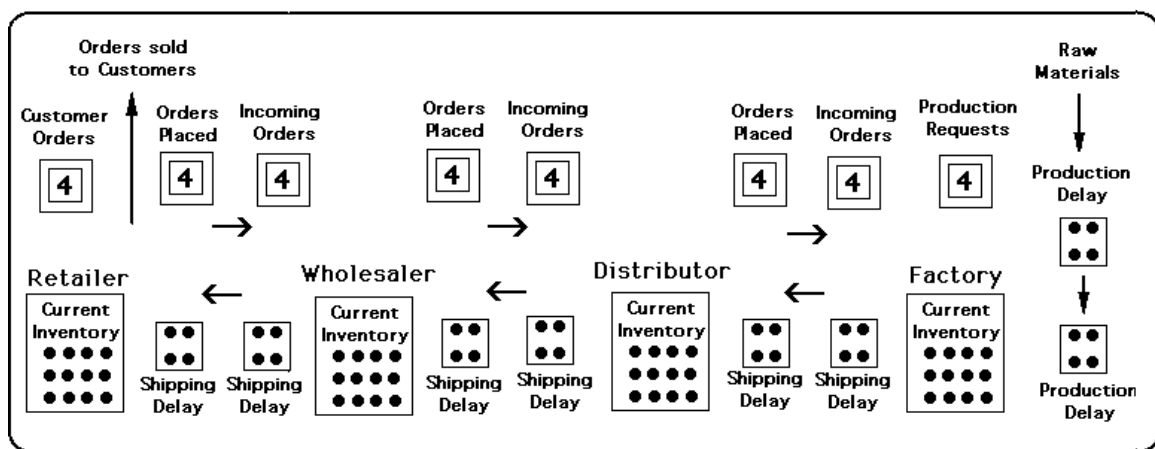 Orders sold
to Customers
Raw
Materials
Customer
Orders
Orders
Placed
Incoming
Orders
Orders
Placed
Incoming
Orders
Orders
Placed
Incoming
Orders
Production
Requests
4
4
4
4
4
4
4
4
Production
Delay
Retailer
Wholesaler
Distributor
Factory
Current
Inventory
Current
Inventory
Current
Inventory
Current
Inventory
Shipping
Delay
Shipping
Delay
Shipping
Delay
Shipping
Delay
Shipping
Delay
Shipping
Delay
Production
Delay